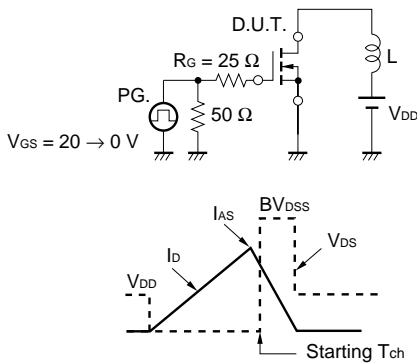 D.U.T.
RG = 25 Ω
L
PG.
50 Ω
VDD
VGS = 20 → 0 V
BVDSS
IAS
ID
VDS
VDD
Starting Tch